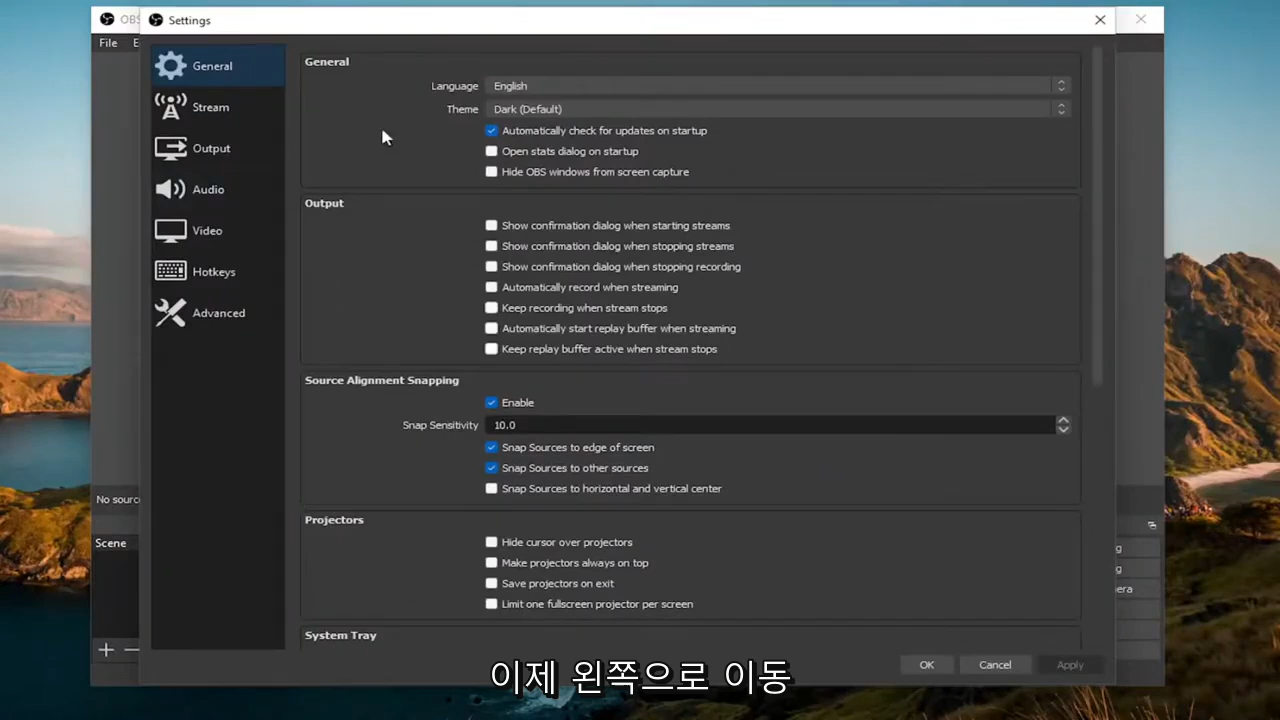 OBS
Settings
File
General
Stream
Output
Audio
Video
Hotkeys
Advanced
General
Language English
Theme Dark (Default)
Automatically check for updates on startup
Open stats dialog on startup
Hide OBS windows from screen capture
Output
Show confirmation dialog when starting streams
Show confirmation dialog when stopping streams
Show confirmation dialog when stopping recording
Automatically record when streaming
Keep recording when stream stops
Automatically start replay buffer when streaming
Keep replay buffer active when stream stops
Source Alignment Snapping
Enable
Snap Sensitivity 10.0
Snap Sources to edge of screen
Snap Sources to other sources
Snap Sources to horizontal and vertical center
Projectors
Hide cursor over projectors
Make projectors always on top
Save projectors on exit
Limit one fullscreen projector per screen
System Tray
No sourc
Scene
g
g
era
OK
Cancel
Apply
이제 왼쪽으로 이동